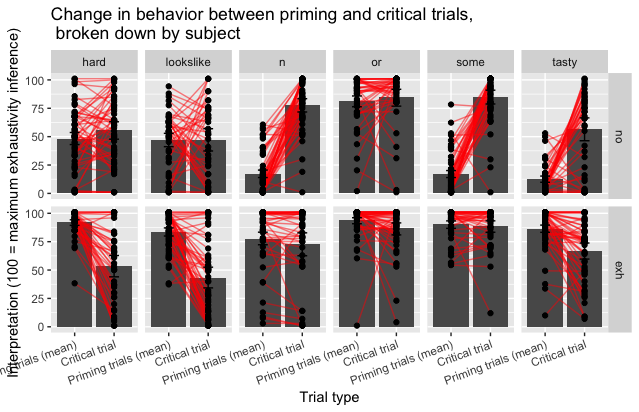 Change in behavior between priming and critical trials,
broken down by subject
Interpretation (100 = maximum exhaustivity inference)
hard lookslike n or some tasty
100
75
50
25
0
no
100
75
50
25
0
exh
trials (mean) Critical trial Priming trials (mean) Critical trial Priming trials (mean) Critical trial Priming trials (mean) Critical trial Priming trials (mean) Critical trial Priming trials (mean) Critical trial
Trial type